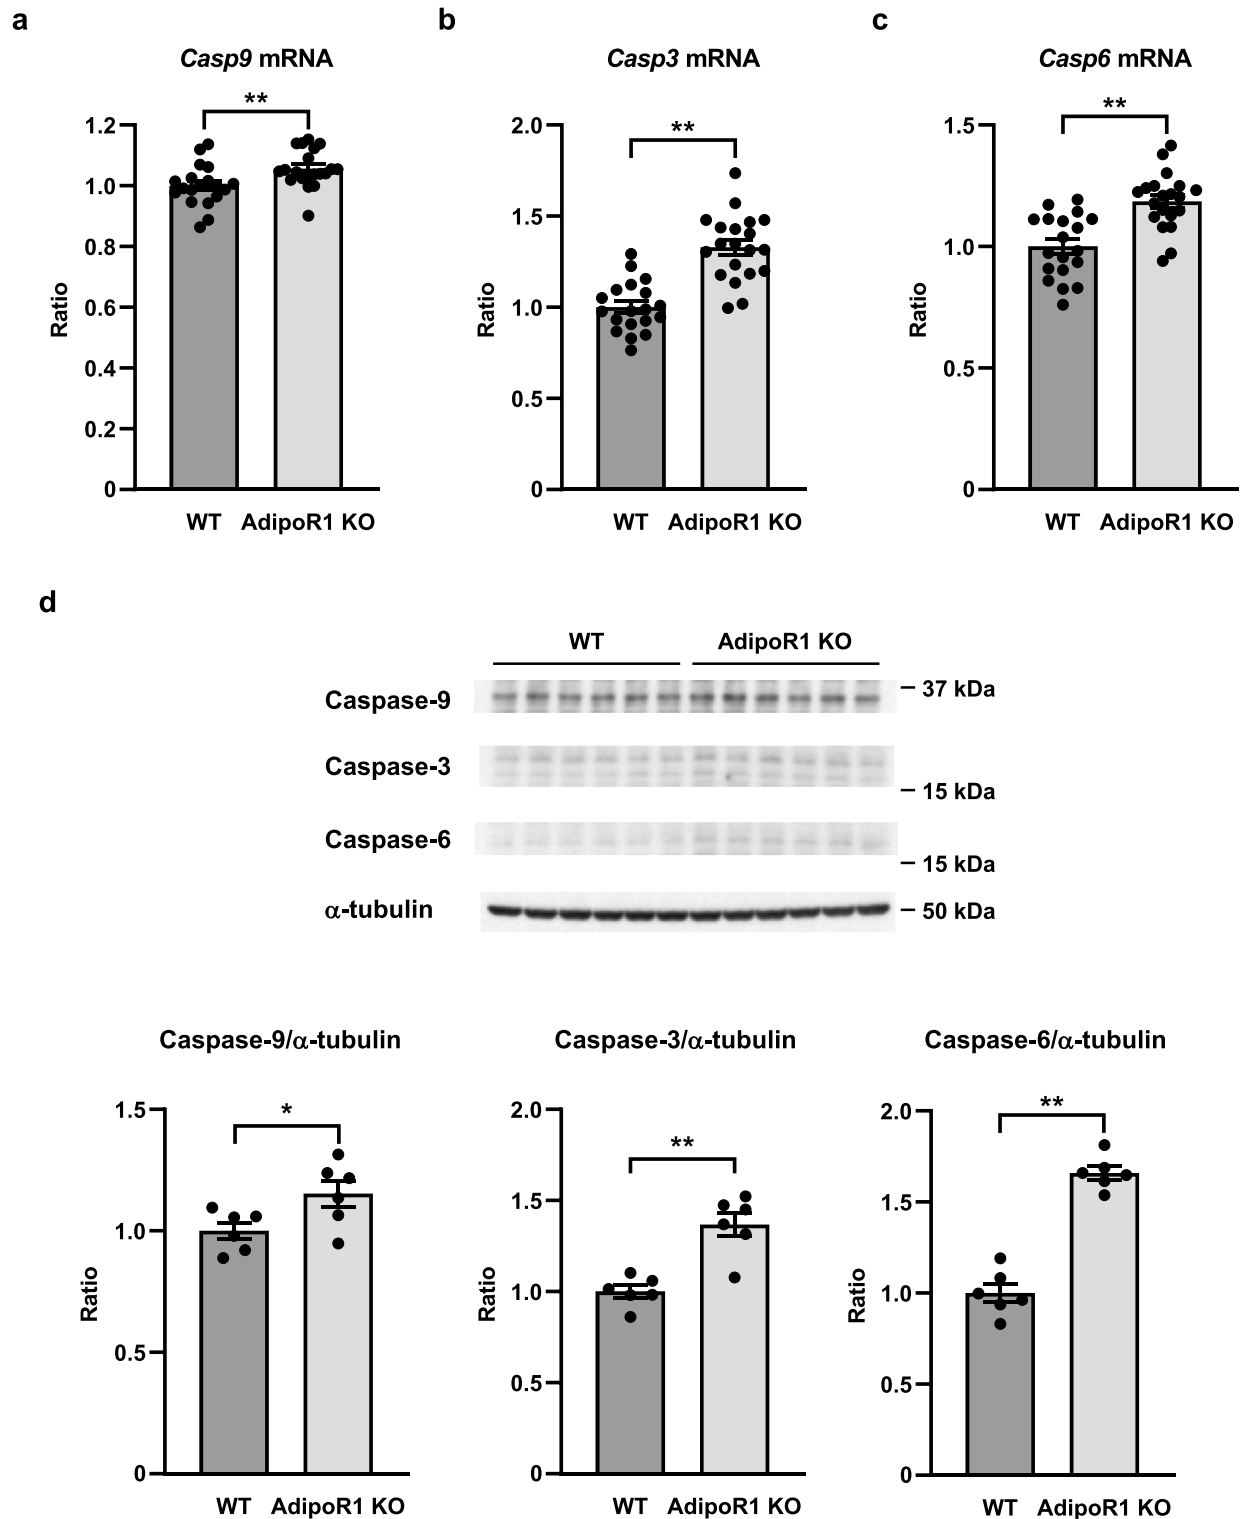 a
b
c
Casp9 mRNA
Casp3 mRNA
Casp6 mRNA
**
**
**
1.2
1.0
0.8
0.6
0.4
0.2
0
Ratio
WT AdipoR1 KO
2.0
1.5
1.0
0.5
0
Ratio
WT AdipoR1 KO
1.5
1.0
0.5
0
Ratio
WT AdipoR1 KO
d
WT AdipoR1 KO
Caspase-9
37 kDa
Caspase-3
15 kDa
Caspase-6
15 kDa
α-tubulin
50 kDa
Caspase-9/α-tubulin
*
1.5
1.0
0.5
0
Ratio
WT AdipoR1 KO
Caspase-3/α-tubulin
**
2.0
1.5
1.0
0.5
0
Ratio
WT AdipoR1 KO
Caspase-6/α-tubulin
**
2.0
1.5
1.0
0.5
0
Ratio
WT AdipoR1 KO